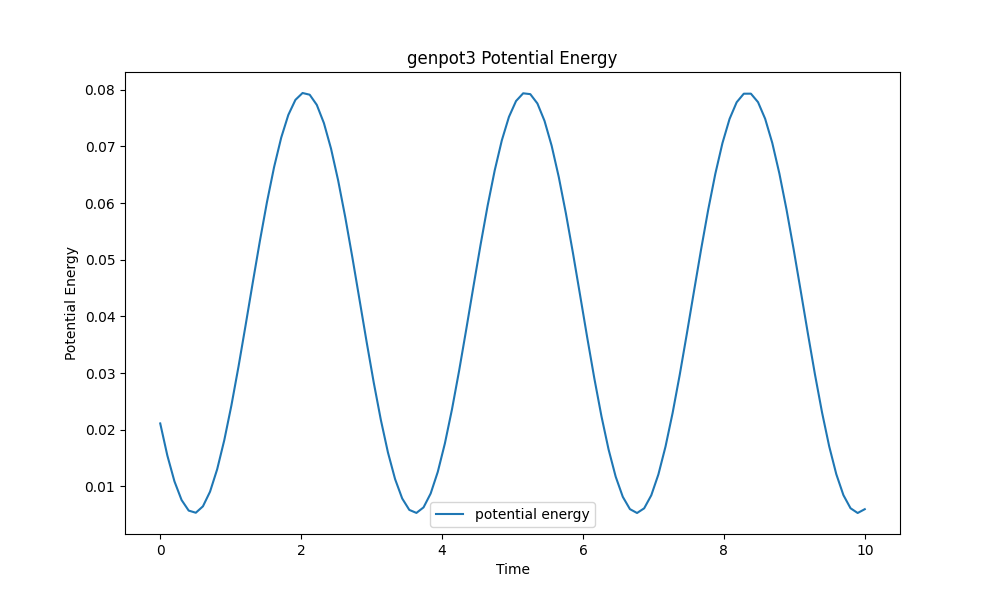 genpot3 Potential Energy
0.08
0.07
0.06
0.05
0.04
0.03
0.02
0.01
Potential Energy
potential energy
0 2 4 6 8 10
Time